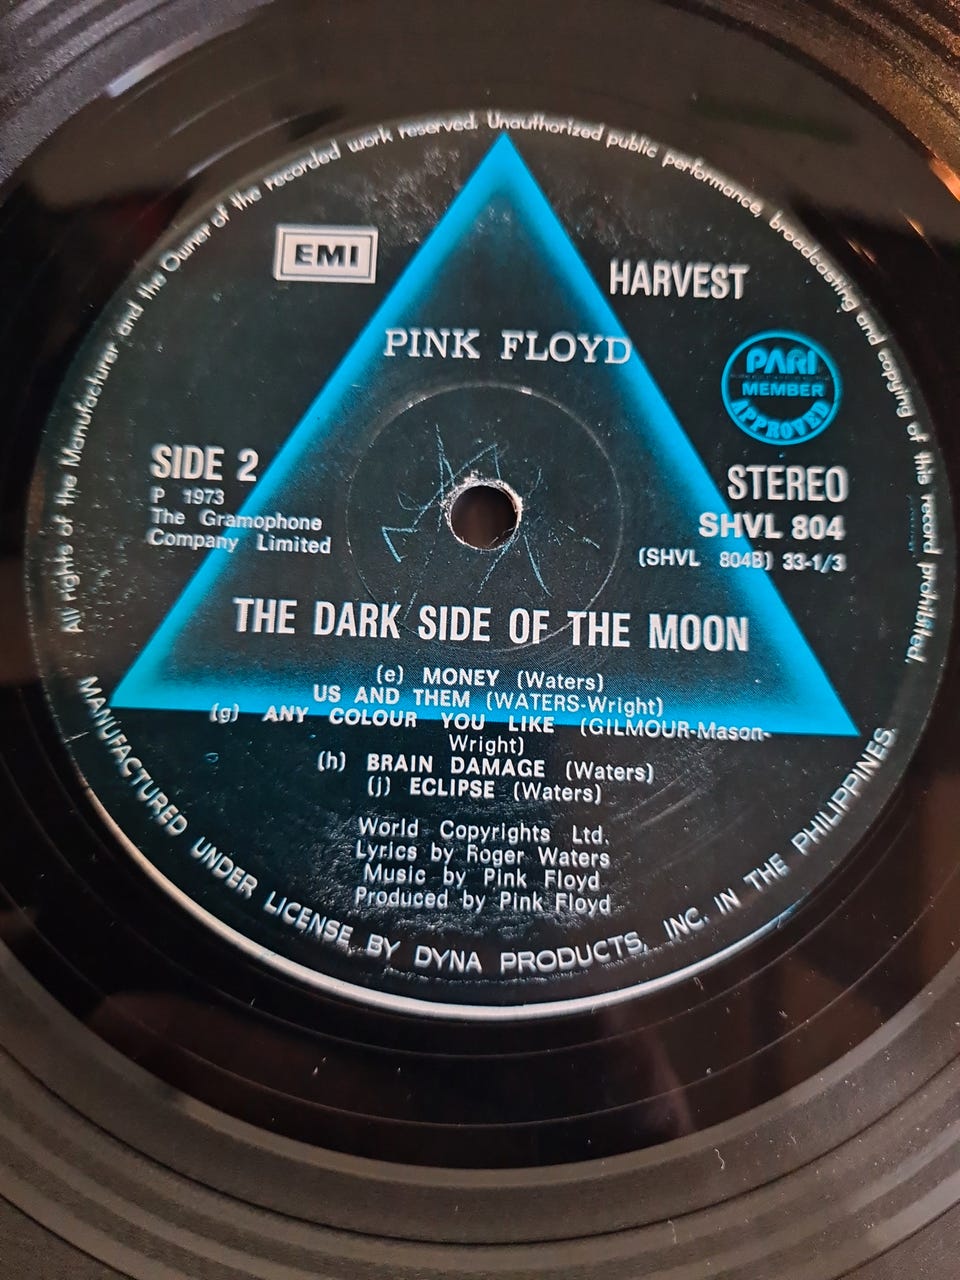 All rights of the Manufacturer and the Owner of the recorded work reserved. Unauthorized public performance, broadcasting and copying of this record prohibited.
EMI
HARVEST
PINK FLOYD
PARI
MEMBER
APPROVED
SIDE 2
P 1973
The Gramophone
Company Limited
STEREO
SHVL 804
(SHVL 804B) 33-1/3
THE DARK SIDE OF THE MOON
(e) MONEY (Waters)
US AND THEM (WATERS-Wright)
(g) ANY COLOUR YOU LIKE (GILMOUR-Mason-
Wright)
(h) BRAIN DAMAGE (Waters)
(j) ECLIPSE (Waters)
World Copyrights Ltd.
Lyrics by Roger Waters
Music by Pink Floyd
Produced by Pink Floyd
MANUFACTURED UNDER LICENSE BY DYNA PRODUCTS, INC. IN THE PHILIPPINES.